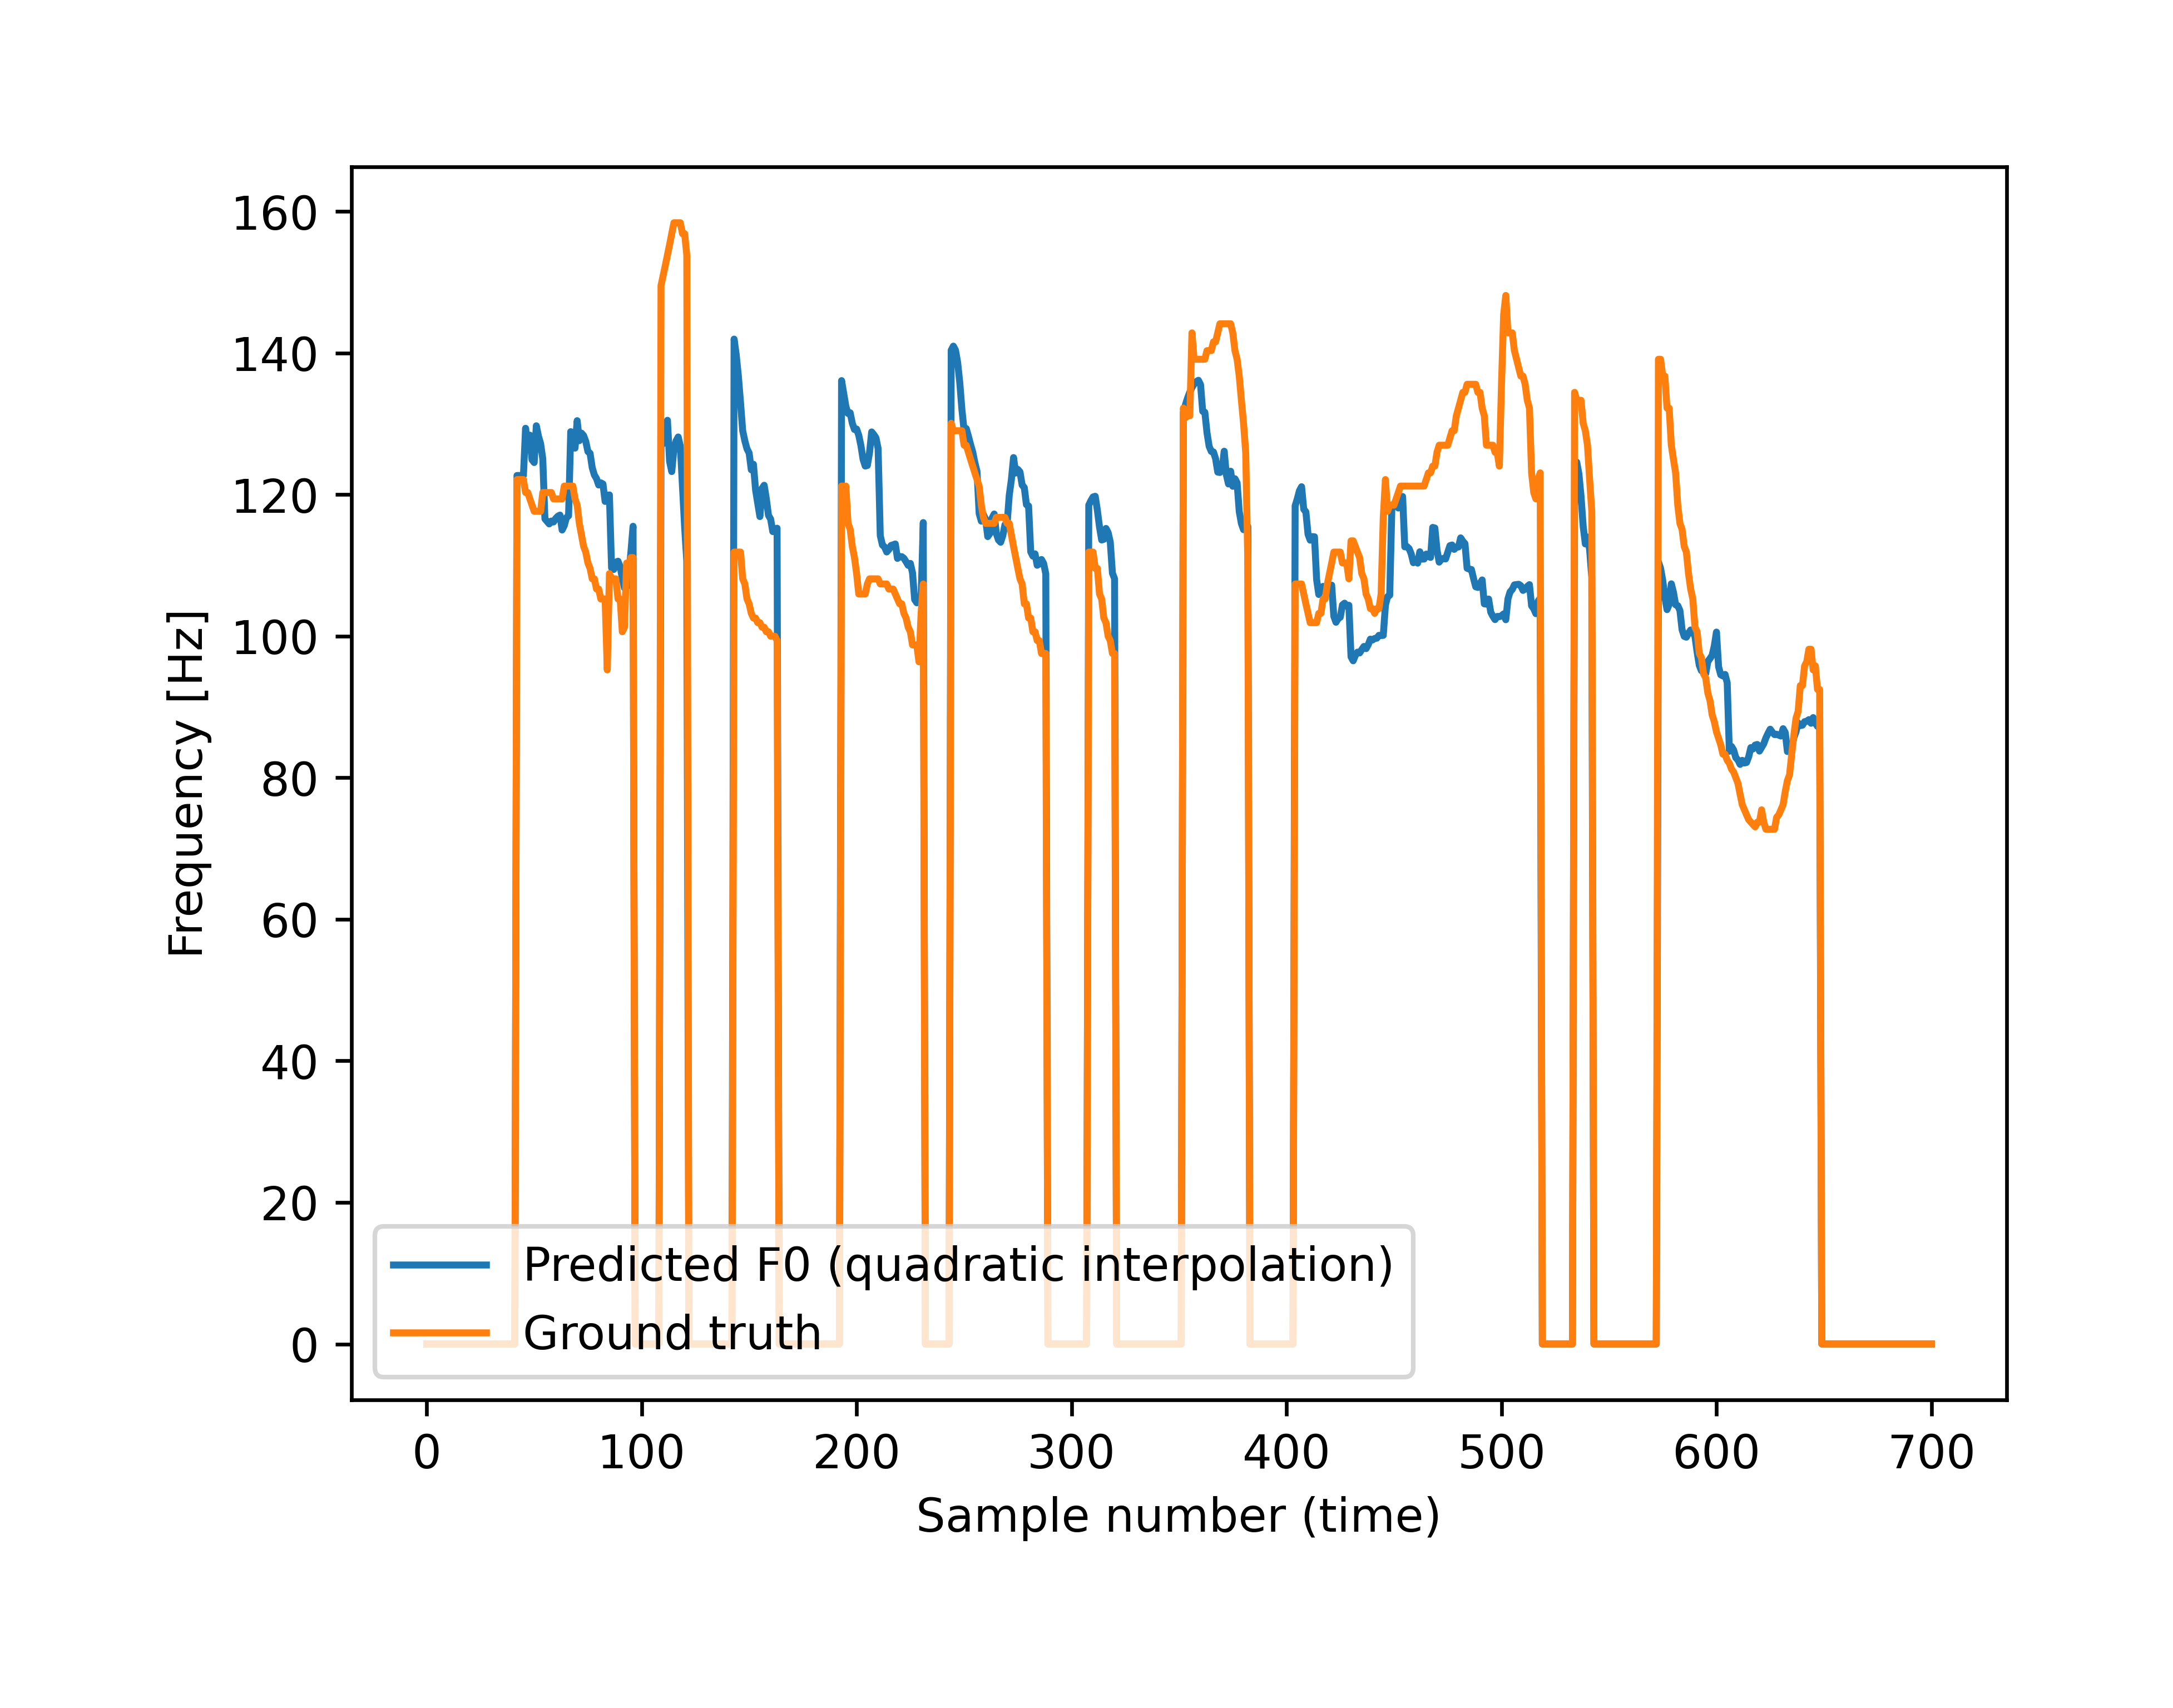 160
140
120
100
80
60
40
20
0
Frequency [Hz]
Predicted F0 (quadratic interpolation)
Ground truth
0 100 200 300 400 500 600 700
Sample number (time)